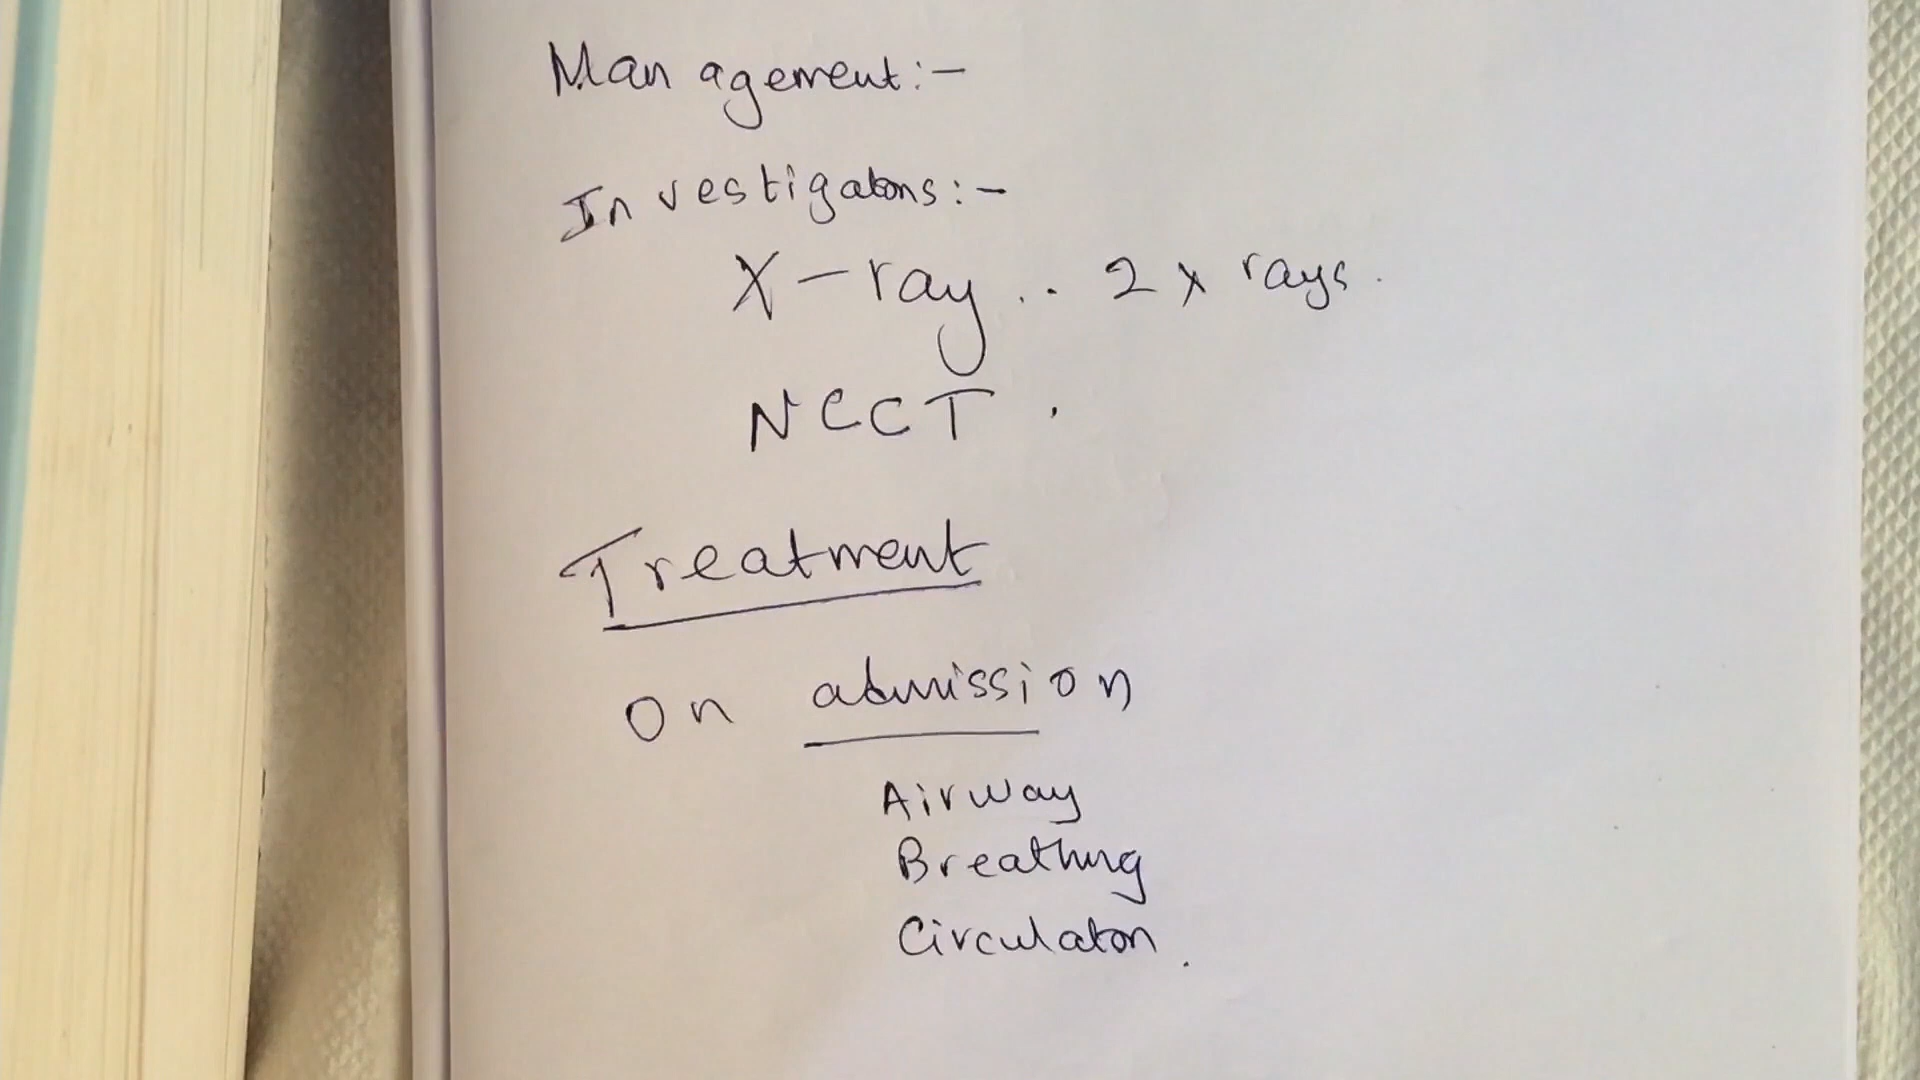 Management:-
Investigatons:-
X-ray .. 2 x rays.
NCCT .
Treatment
On admission
Airway
Breathing
Circulaton.